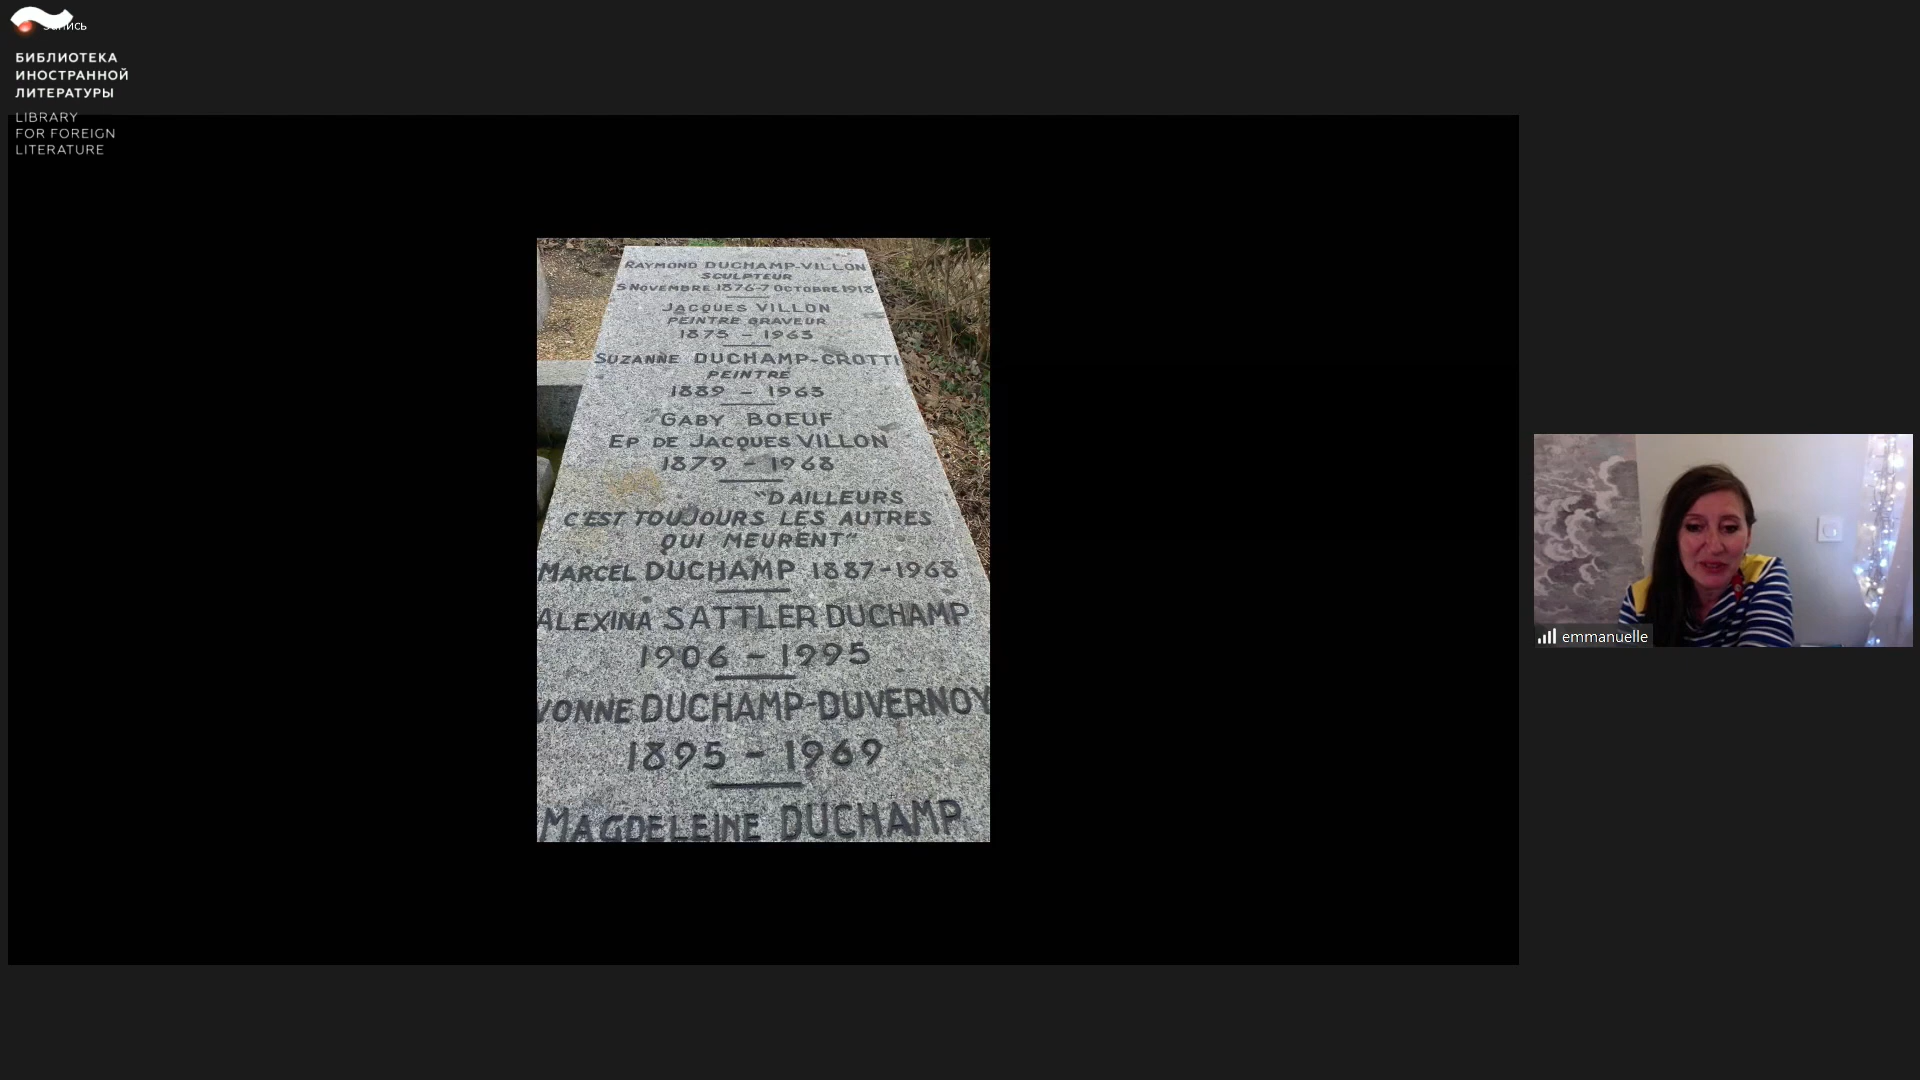 запись
БИБЛИОТЕКА
ИНОСТРАННОЙ
ЛИТЕРАТУРЫ
LIBRARY
FOR FOREIGN
LITERATURE
RAYMOND DUCHAMP-VILLON
SCULPTEUR
5 NOVEMBRE 1876-7 OCTOBRE 1918
JACQUES VILLON
PEINTRE GRAVEUR
1875 - 1963
SUZANNE DUCHAMP-CROTTI
PEINTRE
1889 - 1963
GABY BOEUF
EP DE JACQUES VILLON
1879 - 1968
"D'AILLEURS
C'EST TOUJOURS LES AUTRES
QUI MEURENT"
MARCEL DUCHAMP 1887-1968
ALEXINA SATTLER DUCHAMP
1906 - 1995
VONNE DUCHAMP-DUVERNOY
1895 - 1969
MAGDELEINE DUCHAMP
emmanuelle